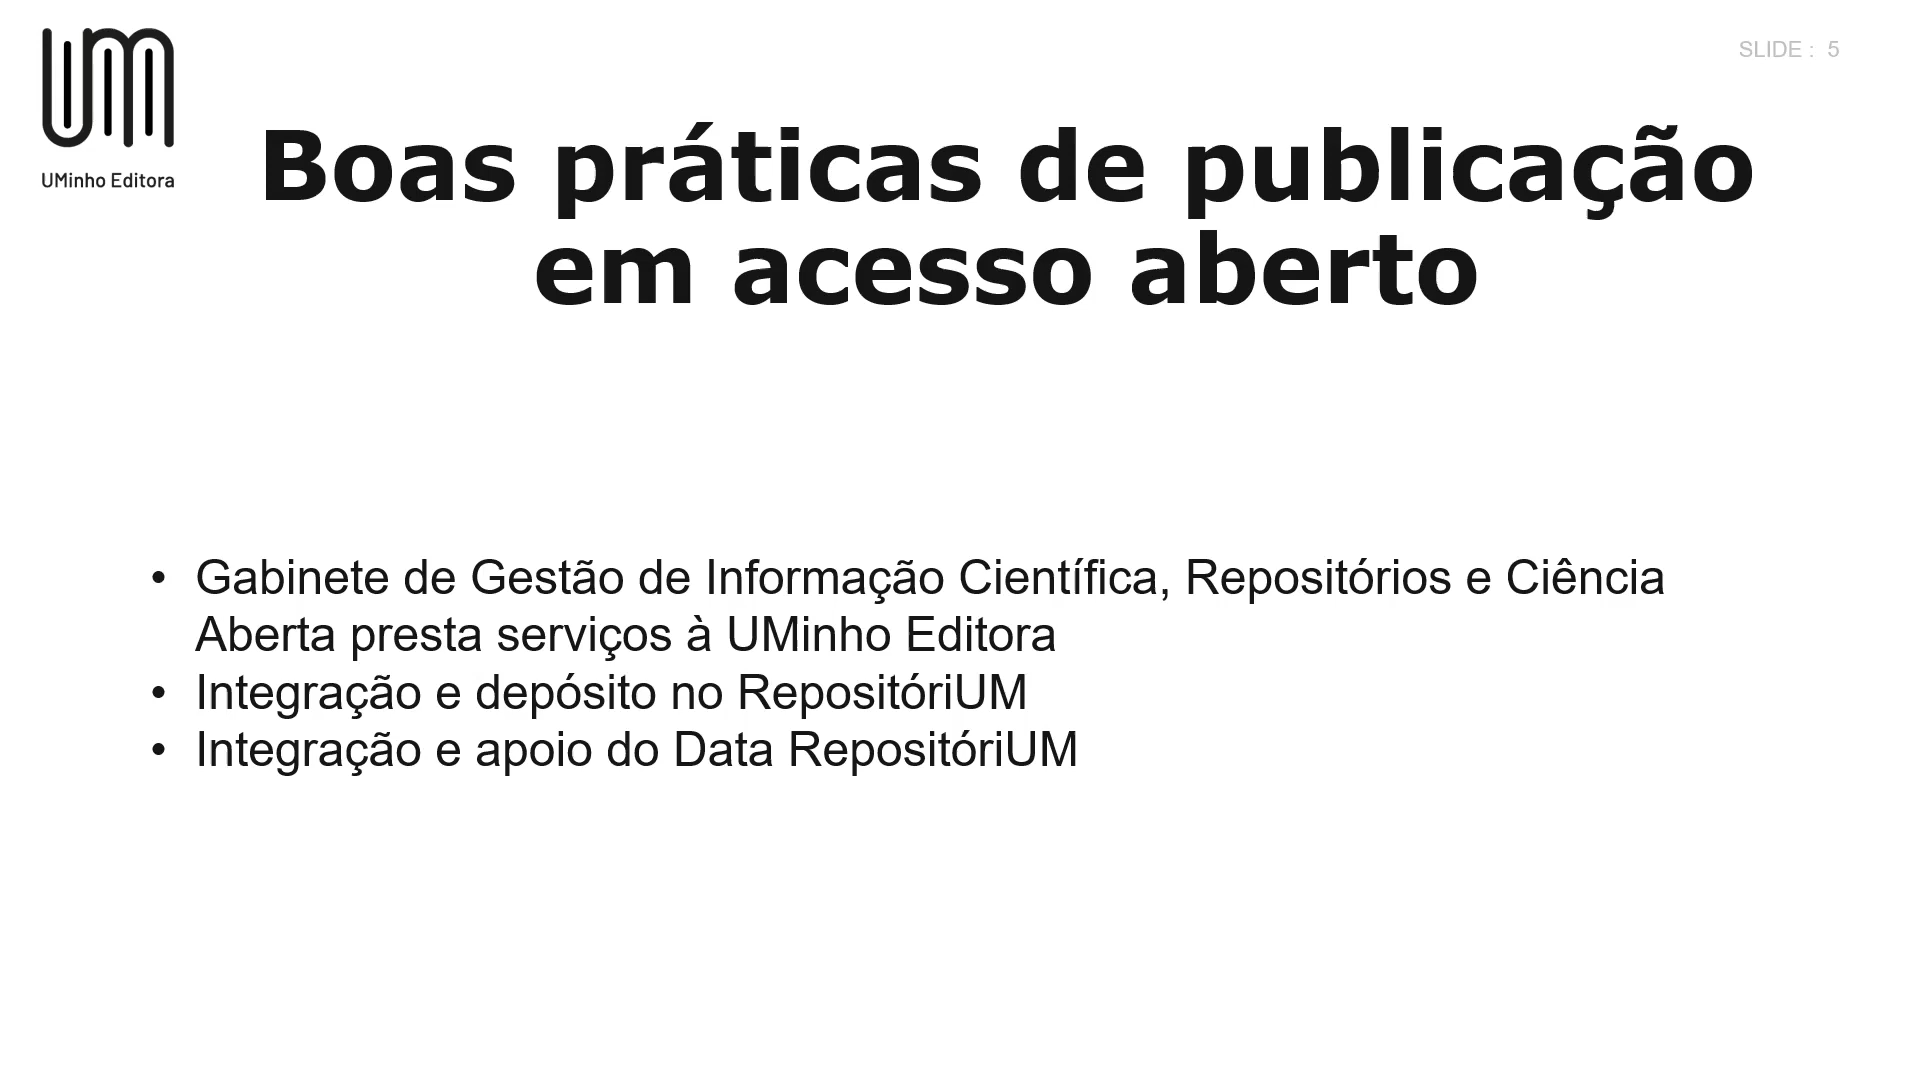 UM
UMinho Editora
SLIDE : 5
Boas práticas de publicação
em acesso aberto
• Gabinete de Gestão de Informação Científica, Repositórios e Ciência
Aberta presta serviços à UMinho Editora
• Integração e depósito no RepositóriUM
• Integração e apoio do Data RepositóriUM